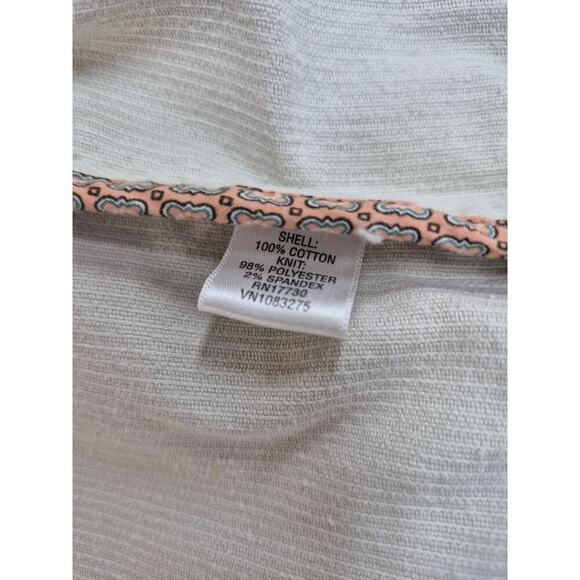 SHELL:
100% COTTON
KNIT:
98% POLYESTER
2% SPANDEX
RN17730
VN1083275